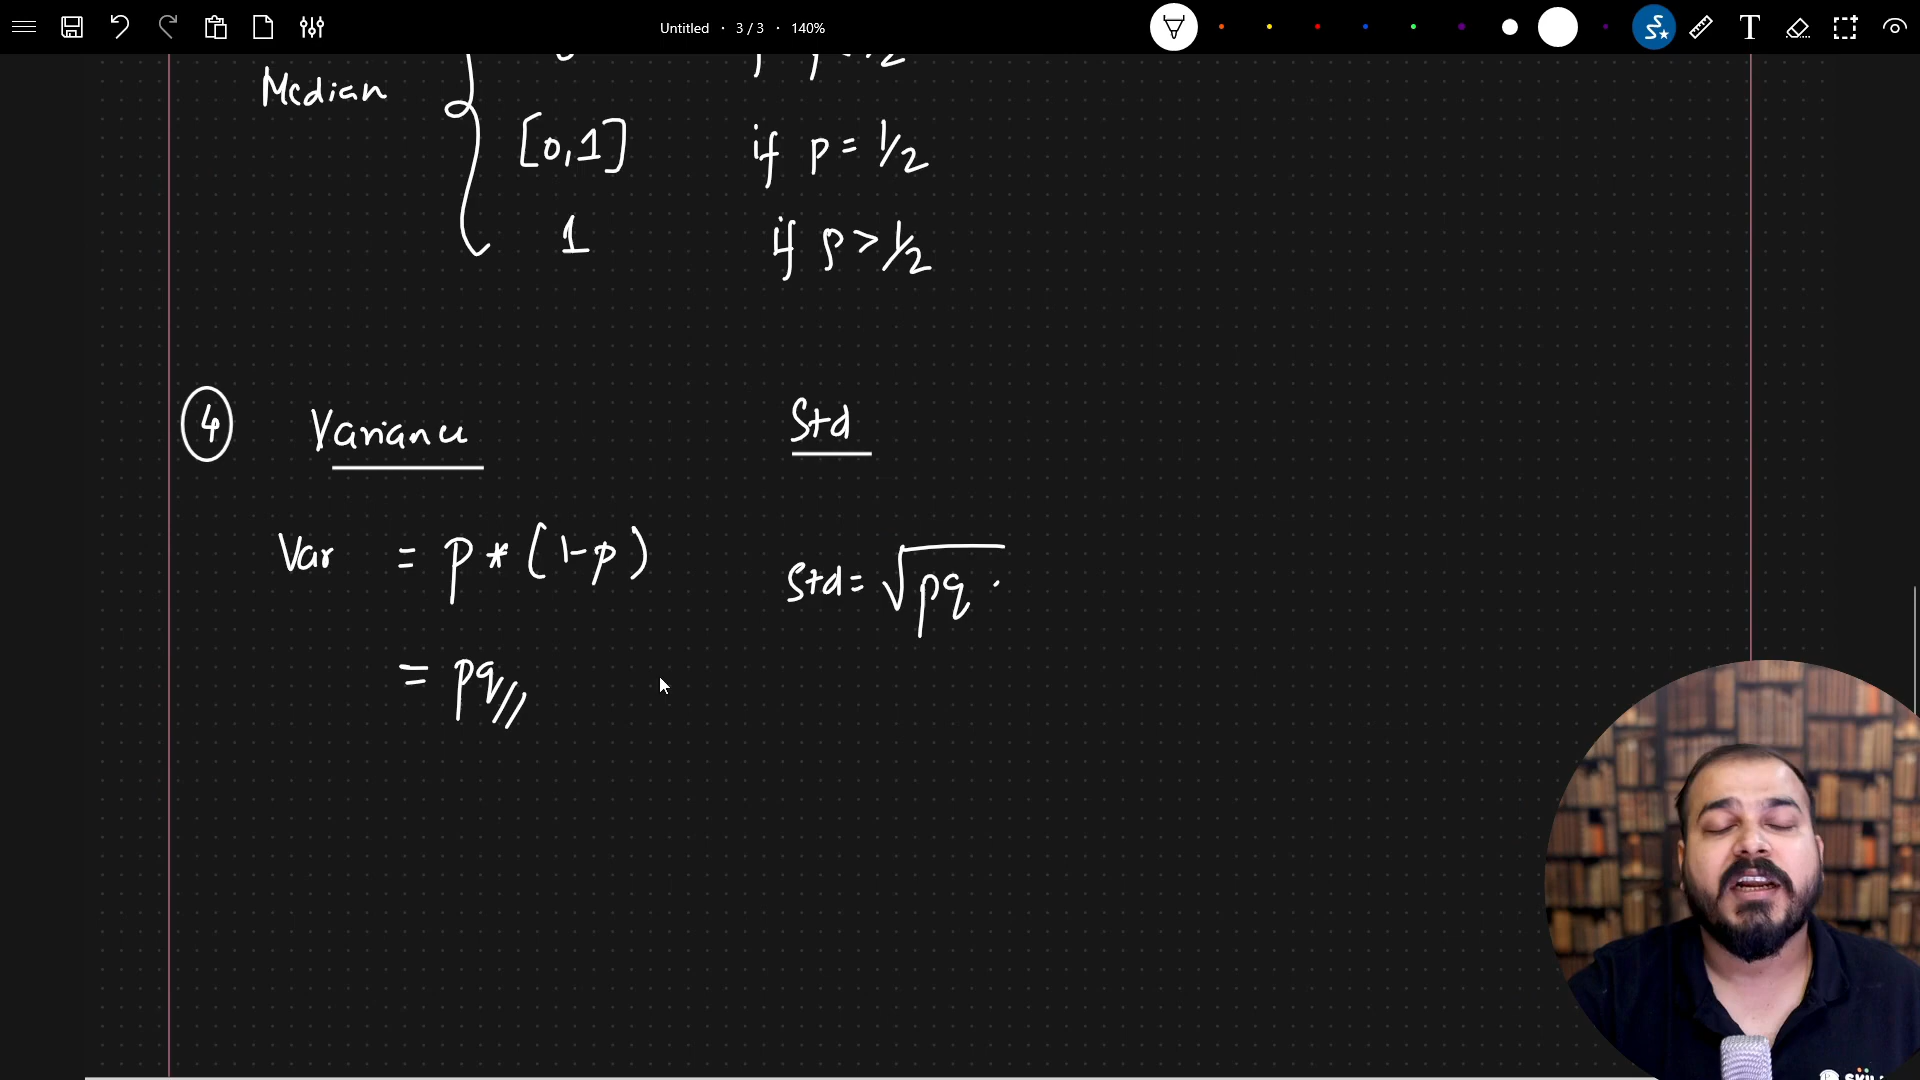 Untitled · 3 / 3 · 140%
Median
[0,1] if p = 1/2
1 if p > 1/2
4 Variance Std
Var = p * (1-p)
Std = √pq
= pq